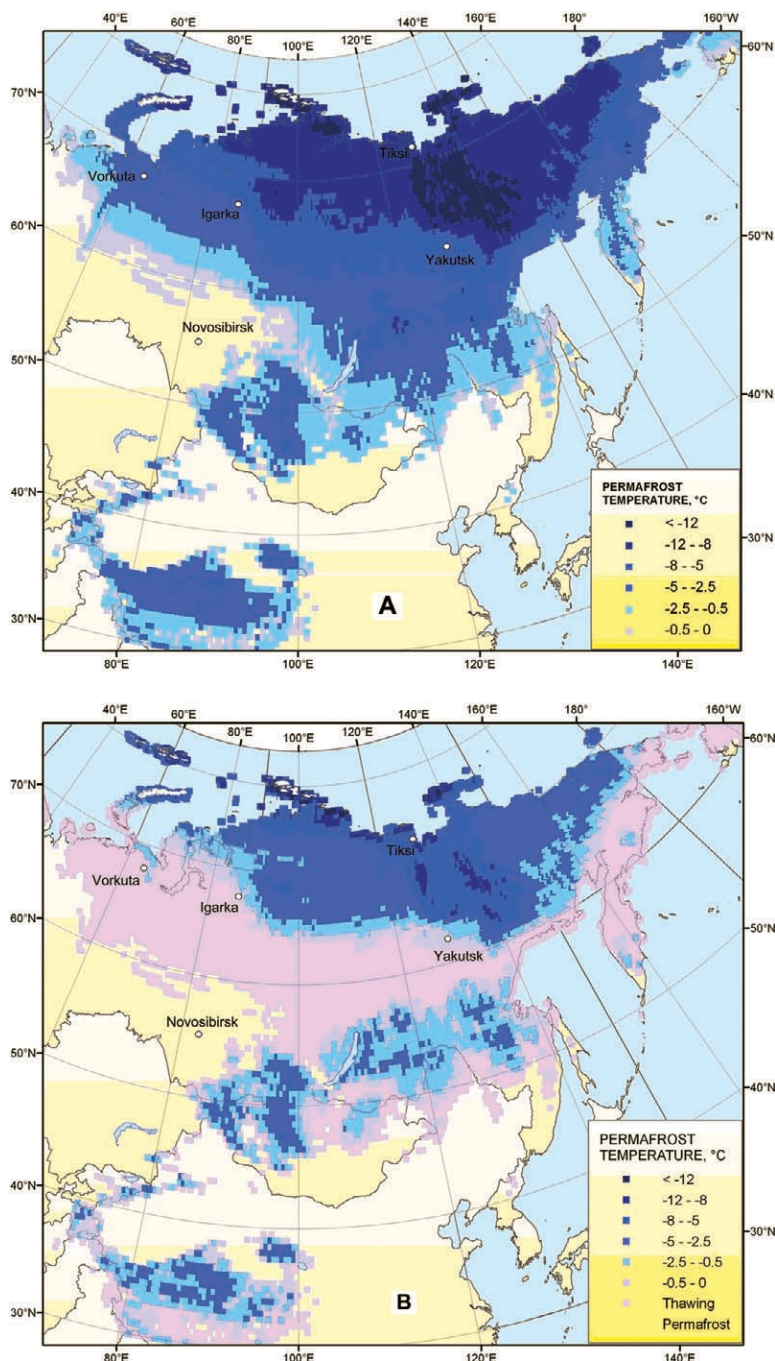 40°E 60°E 80°E 100°E 120°E 140°E 160°E 180° 160°W
60°N
70°N
Tiksi
Vorkuta
Igarka
60°N
50°N
Yakutsk
Novosibirsk
50°N
40°N
40°N
PERMAFROST
TEMPERATURE, °C
< -12
-12 - -8
-8 - -5
-5 - -2.5
-2.5 - -0.5
-0.5 - 0
30°N
A
30°N
80°E 100°E 120°E 140°E
40°E 60°E 80°E 100°E 120°E 140°E 160°E 180° 160°W
60°N
70°N
Tiksi
Vorkuta
Igarka
60°N
50°N
Yakutsk
Novosibirsk
50°N
40°N
40°N
PERMAFROST
TEMPERATURE, °C
< -12
-12 - -8
-8 - -5
-5 - -2.5
-2.5 - -0.5
-0.5 - 0
Thawing
Permafrost
30°N
B
30°N
80°E 100°E 120°E 140°E